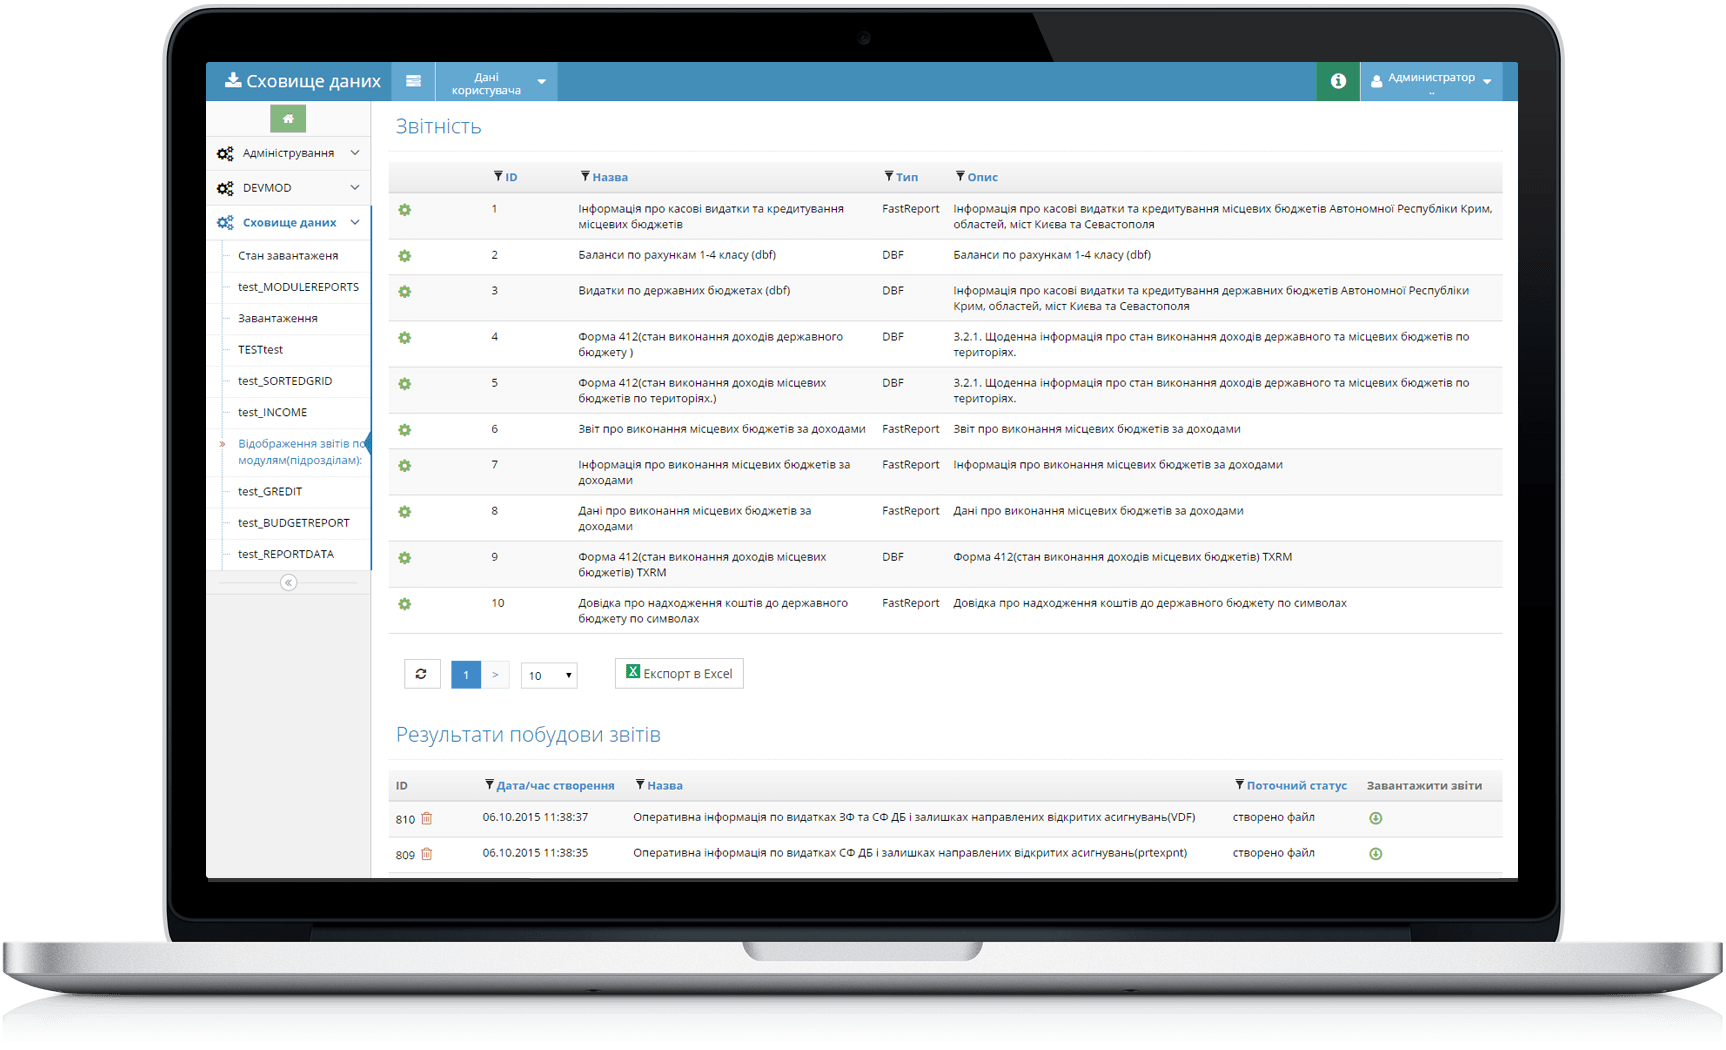 Сховище даних
Дані
користувача
Администратор
..
Адміністрування
DEVMOD
Сховище даних
Стан завантаженя
test_MODULEREPORTS
Завантаження
TESTtest
test_SORTEDGRID
test_INCOME
Відображення звітів по
модулям(підрозділам):
test_GREDIT
test_BUDGETREPORT
test_REPORTDATA
Звітність
ID Назва Тип Опис
1 Інформація про касові видатки та кредитування FastReport Інформація про касові видатки та кредитування місцевих бюджетів Автономної Республіки Крим,
місцевих бюджетів областей, міст Києва та Севастополя
2 Баланси по рахункам 1-4 класу (dbf) DBF Баланси по рахункам 1-4 класу (dbf)
3 Видатки по державних бюджетах (dbf) DBF Інформація про касові видатки та кредитування державних бюджетів Автономної Республіки
Крим, областей, міст Києва та Севастополя
4 Форма 412(стан виконання доходів державного DBF 3.2.1. Щоденна інформація про стан виконання доходів державного та місцевих бюджетів по
бюджету ) територіях.
5 Форма 412(стан виконання доходів місцевих DBF 3.2.1. Щоденна інформація про стан виконання доходів державного та місцевих бюджетів по
бюджетів по територіях.) територіях.
6 Звіт про виконання місцевих бюджетів за доходами FastReport Звіт про виконання місцевих бюджетів за доходами
7 Інформація про виконання місцевих бюджетів за FastReport Інформація про виконання місцевих бюджетів за доходами
доходами
8 Дані про виконання місцевих бюджетів за FastReport Дані про виконання місцевих бюджетів за доходами
доходами
9 Форма 412(стан виконання доходів місцевих DBF Форма 412(стан виконання доходів місцевих бюджетів) TXRM
бюджетів) TXRM
10 Довідка про надходження коштів до державного FastReport Довідка про надходження коштів до державного бюджету по символах
бюджету по символах
1 > 10 Експорт в Excel
Результати побудови звітів
ID Дата/час створення Назва Поточний статус Завантажити звіти
810 06.10.2015 11:38:37 Оперативна інформація по видатках ЗФ та СФ ДБ і залишках направлених відкритих асигнувань(VDF) створено файл
809 06.10.2015 11:38:35 Оперативна інформація по видатках СФ ДБ і залишках направлених відкритих асигнувань(prtexpnt) створено файл